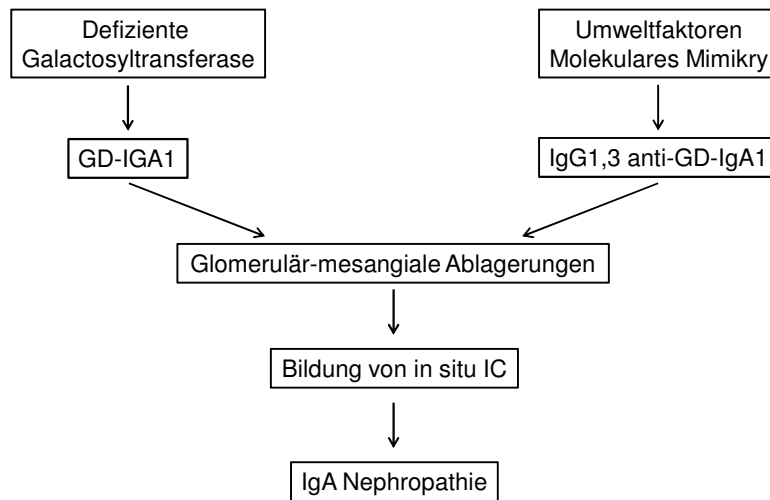 Defiziente
Galactosyltransferase
Umweltfaktoren
Molekulares Mimikry
GD-IGA1
IgG1,3 anti-GD-IgA1
Glomerulär-mesangiale Ablagerungen
Bildung von in situ IC
IgA Nephropathie